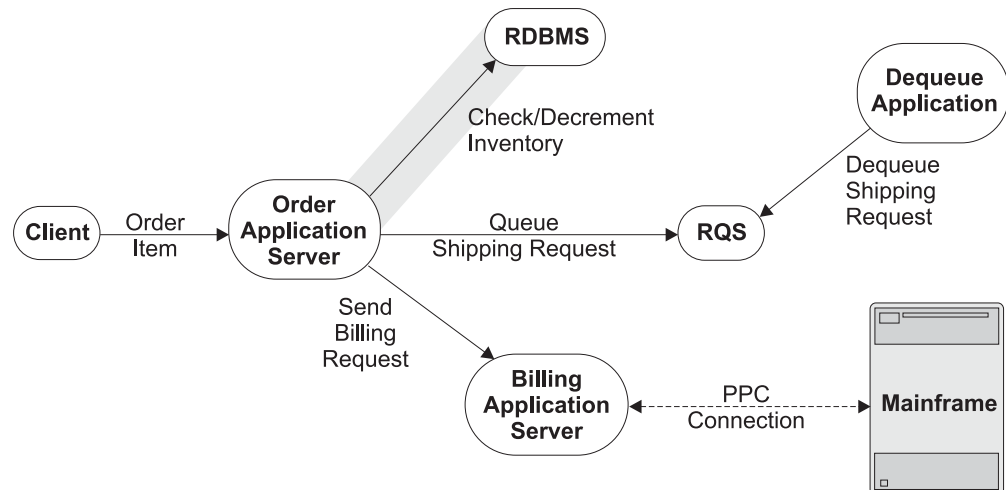 RDBMS
Dequeue
Application
Check/Decrement
Inventory
Dequeue
Shipping
Request
Client
Order
Item
Order
Application
Server
Queue
Shipping Request
RQS
Send
Billing
Request
Billing
Application
Server
PPC
Connection
Mainframe